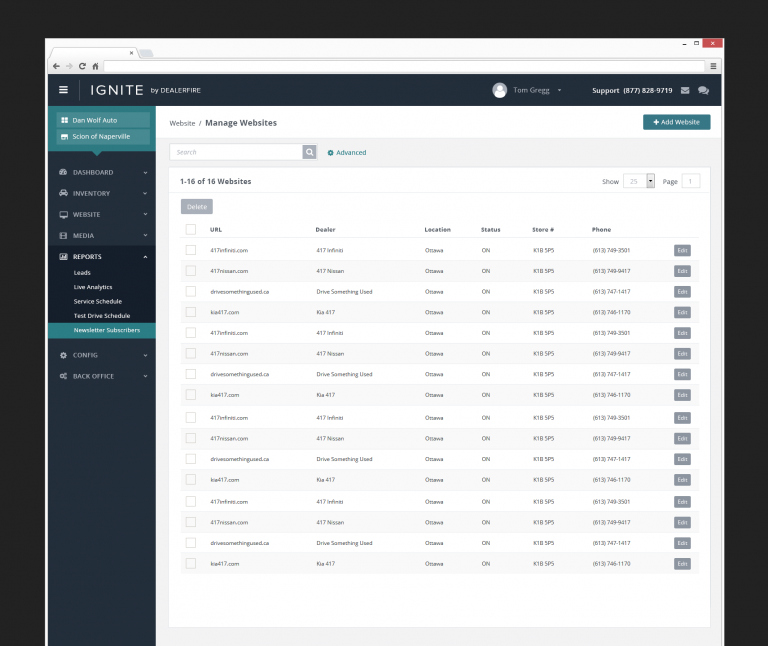 IGNITE by DEALERFIRE
Tom Gregg
Support (877) 828-9719
Dan Wolf Auto
Scion of Naperville
DASHBOARD
INVENTORY
WEBSITE
MEDIA
REPORTS
Leads
Live Analytics
Service Schedule
Test Drive Schedule
Newsletter Subscribers
CONFIG
BACK OFFICE
Website / Manage Websites
+ Add Website
Search
Advanced
1-16 of 16 Websites
Show 25 Page 1
Delete
URL Dealer Location Status Store # Phone
417infiniti.com 417 Infiniti Ottawa ON K1B 5P5 (613) 749-3501 Edit
417nissan.com 417 Nissan Ottawa ON K1B 5P5 (613) 749-9417 Edit
drivesomethingused.ca Drive Something Used Ottawa ON K1B 5P5 (613) 747-1417 Edit
kia417.com Kia 417 Ottawa ON K1B 5P5 (613) 746-1170 Edit
417infiniti.com 417 Infiniti Ottawa ON K1B 5P5 (613) 749-3501 Edit
417nissan.com 417 Nissan Ottawa ON K1B 5P5 (613) 749-9417 Edit
drivesomethingused.ca Drive Something Used Ottawa ON K1B 5P5 (613) 747-1417 Edit
kia417.com Kia 417 Ottawa ON K1B 5P5 (613) 746-1170 Edit
417infiniti.com 417 Infiniti Ottawa ON K1B 5P5 (613) 749-3501 Edit
417nissan.com 417 Nissan Ottawa ON K1B 5P5 (613) 749-9417 Edit
drivesomethingused.ca Drive Something Used Ottawa ON K1B 5P5 (613) 747-1417 Edit
kia417.com Kia 417 Ottawa ON K1B 5P5 (613) 746-1170 Edit
417infiniti.com 417 Infiniti Ottawa ON K1B 5P5 (613) 749-3501 Edit
417nissan.com 417 Nissan Ottawa ON K1B 5P5 (613) 749-9417 Edit
drivesomethingused.ca Drive Something Used Ottawa ON K1B 5P5 (613) 747-1417 Edit
kia417.com Kia 417 Ottawa ON K1B 5P5 (613) 746-1170 Edit